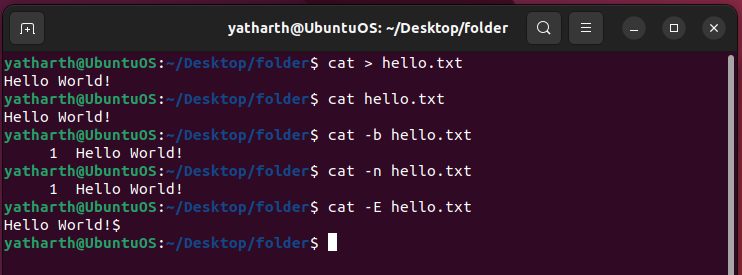 yatharth@UbuntuOS: ~/Desktop/folder
yatharth@UbuntuOS:~/Desktop/folder$ cat > hello.txt
Hello World!
yatharth@UbuntuOS:~/Desktop/folder$ cat hello.txt
Hello World!
yatharth@UbuntuOS:~/Desktop/folder$ cat -b hello.txt
     1  Hello World!
yatharth@UbuntuOS:~/Desktop/folder$ cat -n hello.txt
     1  Hello World!
yatharth@UbuntuOS:~/Desktop/folder$ cat -E hello.txt
Hello World!$
yatharth@UbuntuOS:~/Desktop/folder$